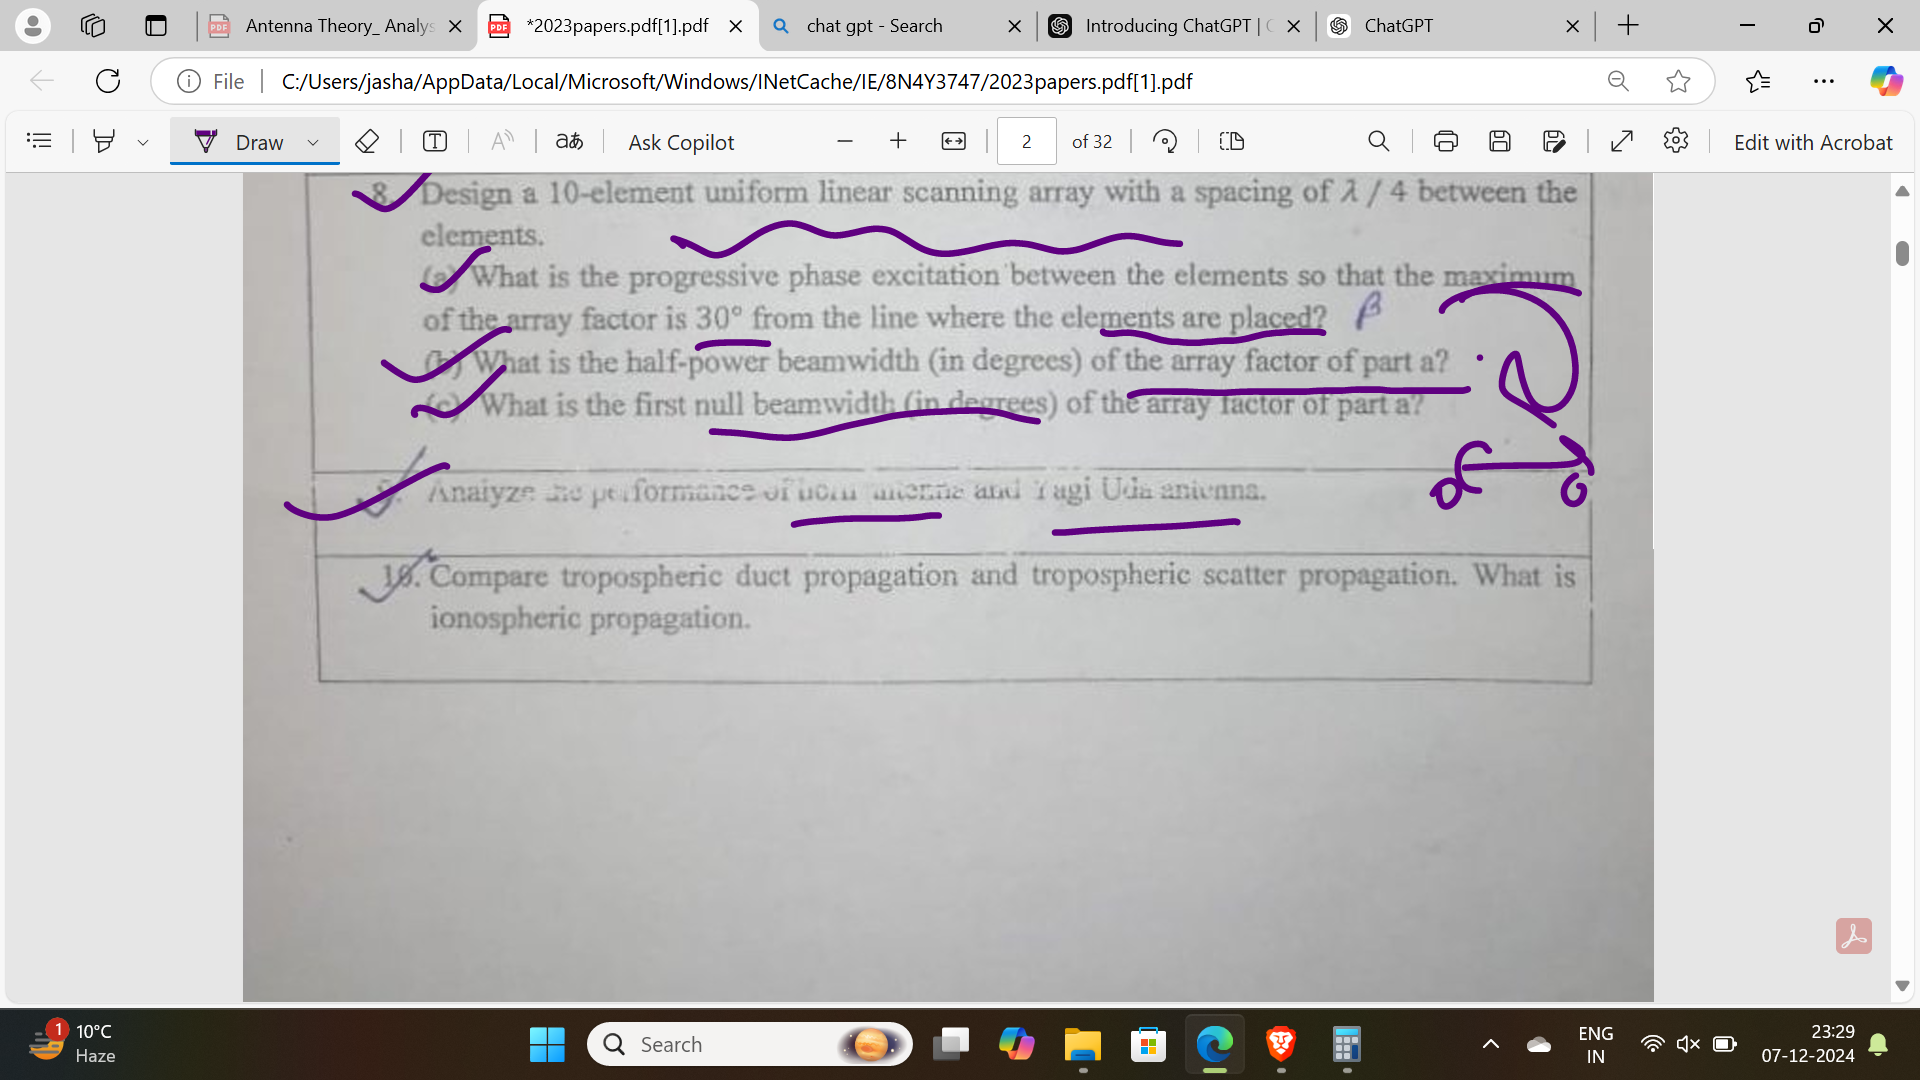 Antenna Theory_ Analys
*2023papers.pdf[1].pdf
chat gpt - Search
Introducing ChatGPT |
ChatGPT
File
C:/Users/jasha/AppData/Local/Microsoft/Windows/INetCache/IE/8N4Y3747/2023papers.pdf[1].pdf
Draw
Ask Copilot
2
of 32
Edit with Acrobat
8. Design a 10-element uniform linear scanning array with a spacing of λ / 4 between the
elements.
(a) What is the progressive phase excitation between the elements so that the maximum
of the array factor is 30° from the line where the elements are placed? β
(b) What is the half-power beamwidth (in degrees) of the array factor of part a?
(c) What is the first null beamwidth (in degrees) of the array factor of part a?
9. Analyze the performance of horn antenna and Yagi Uda antenna.
10. Compare tropospheric duct propagation and tropospheric scatter propagation. What is
ionospheric propagation.
1
10°C
Haze
Search
ENG
IN
23:29
07-12-2024